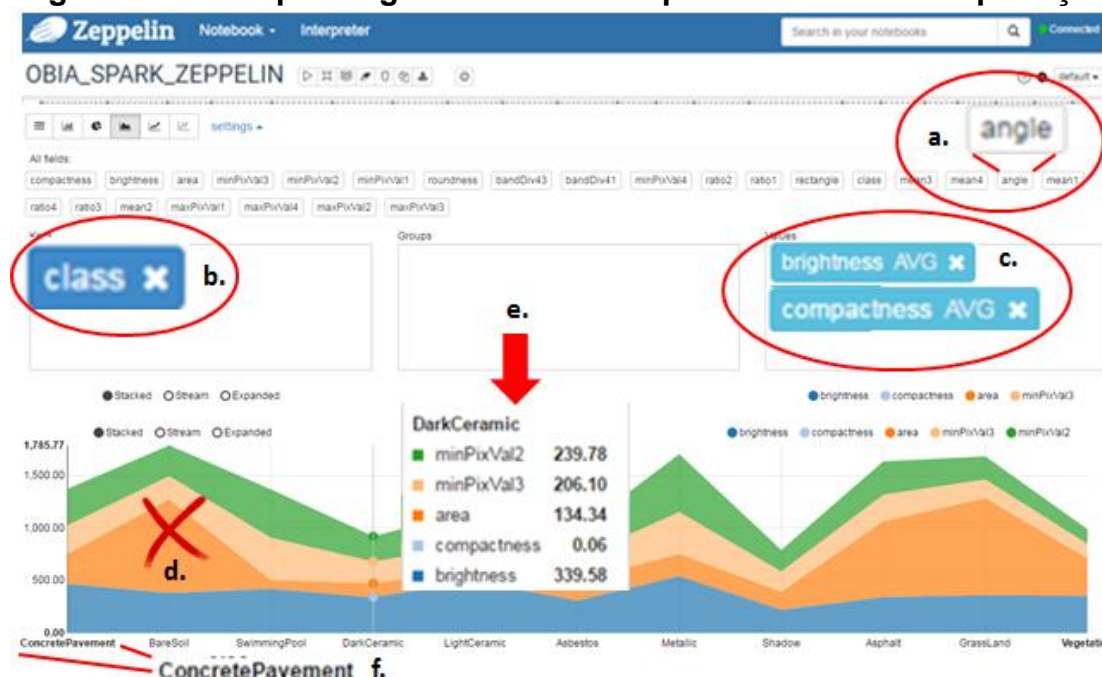 Zeppelin Notebook Interpreter Search in your notebooks Connected
OBIA_SPARK_ZEPPELIN default
settings
a. angle
All fields:
compactness brightness area minPixVal3 minPixVal2 minPixVal1 roundness bandDiv43 bandDiv41 minPixVal4 ratio2 ratio1 rectangle class mean3 mean4 angle mean1
ratio4 ratio3 mean2 maxPixVal1 maxPixVal4 maxPixVal2 maxPixVal3
Groups Values
class b. brightness AVG c.
compactness AVG
e.
Stacked Stream Expanded brightness compactness area minPixVal3
DarkCeramic
Stacked Stream Expanded brightness compactness area minPixVal3 minPixVal2
1,785.77
minPixVal2 239.78
1,500.00
minPixVal3 206.10
area 134.34
1,000.00
compactness 0.06
d.
brightness 339.58
500.00
0.00
ConcretePavement BareSoil SwimmingPool DarkCeramic LightCeramic Asbestos Metallic Shadow Asphalt GrassLand Vegetati
ConcretePavement f.